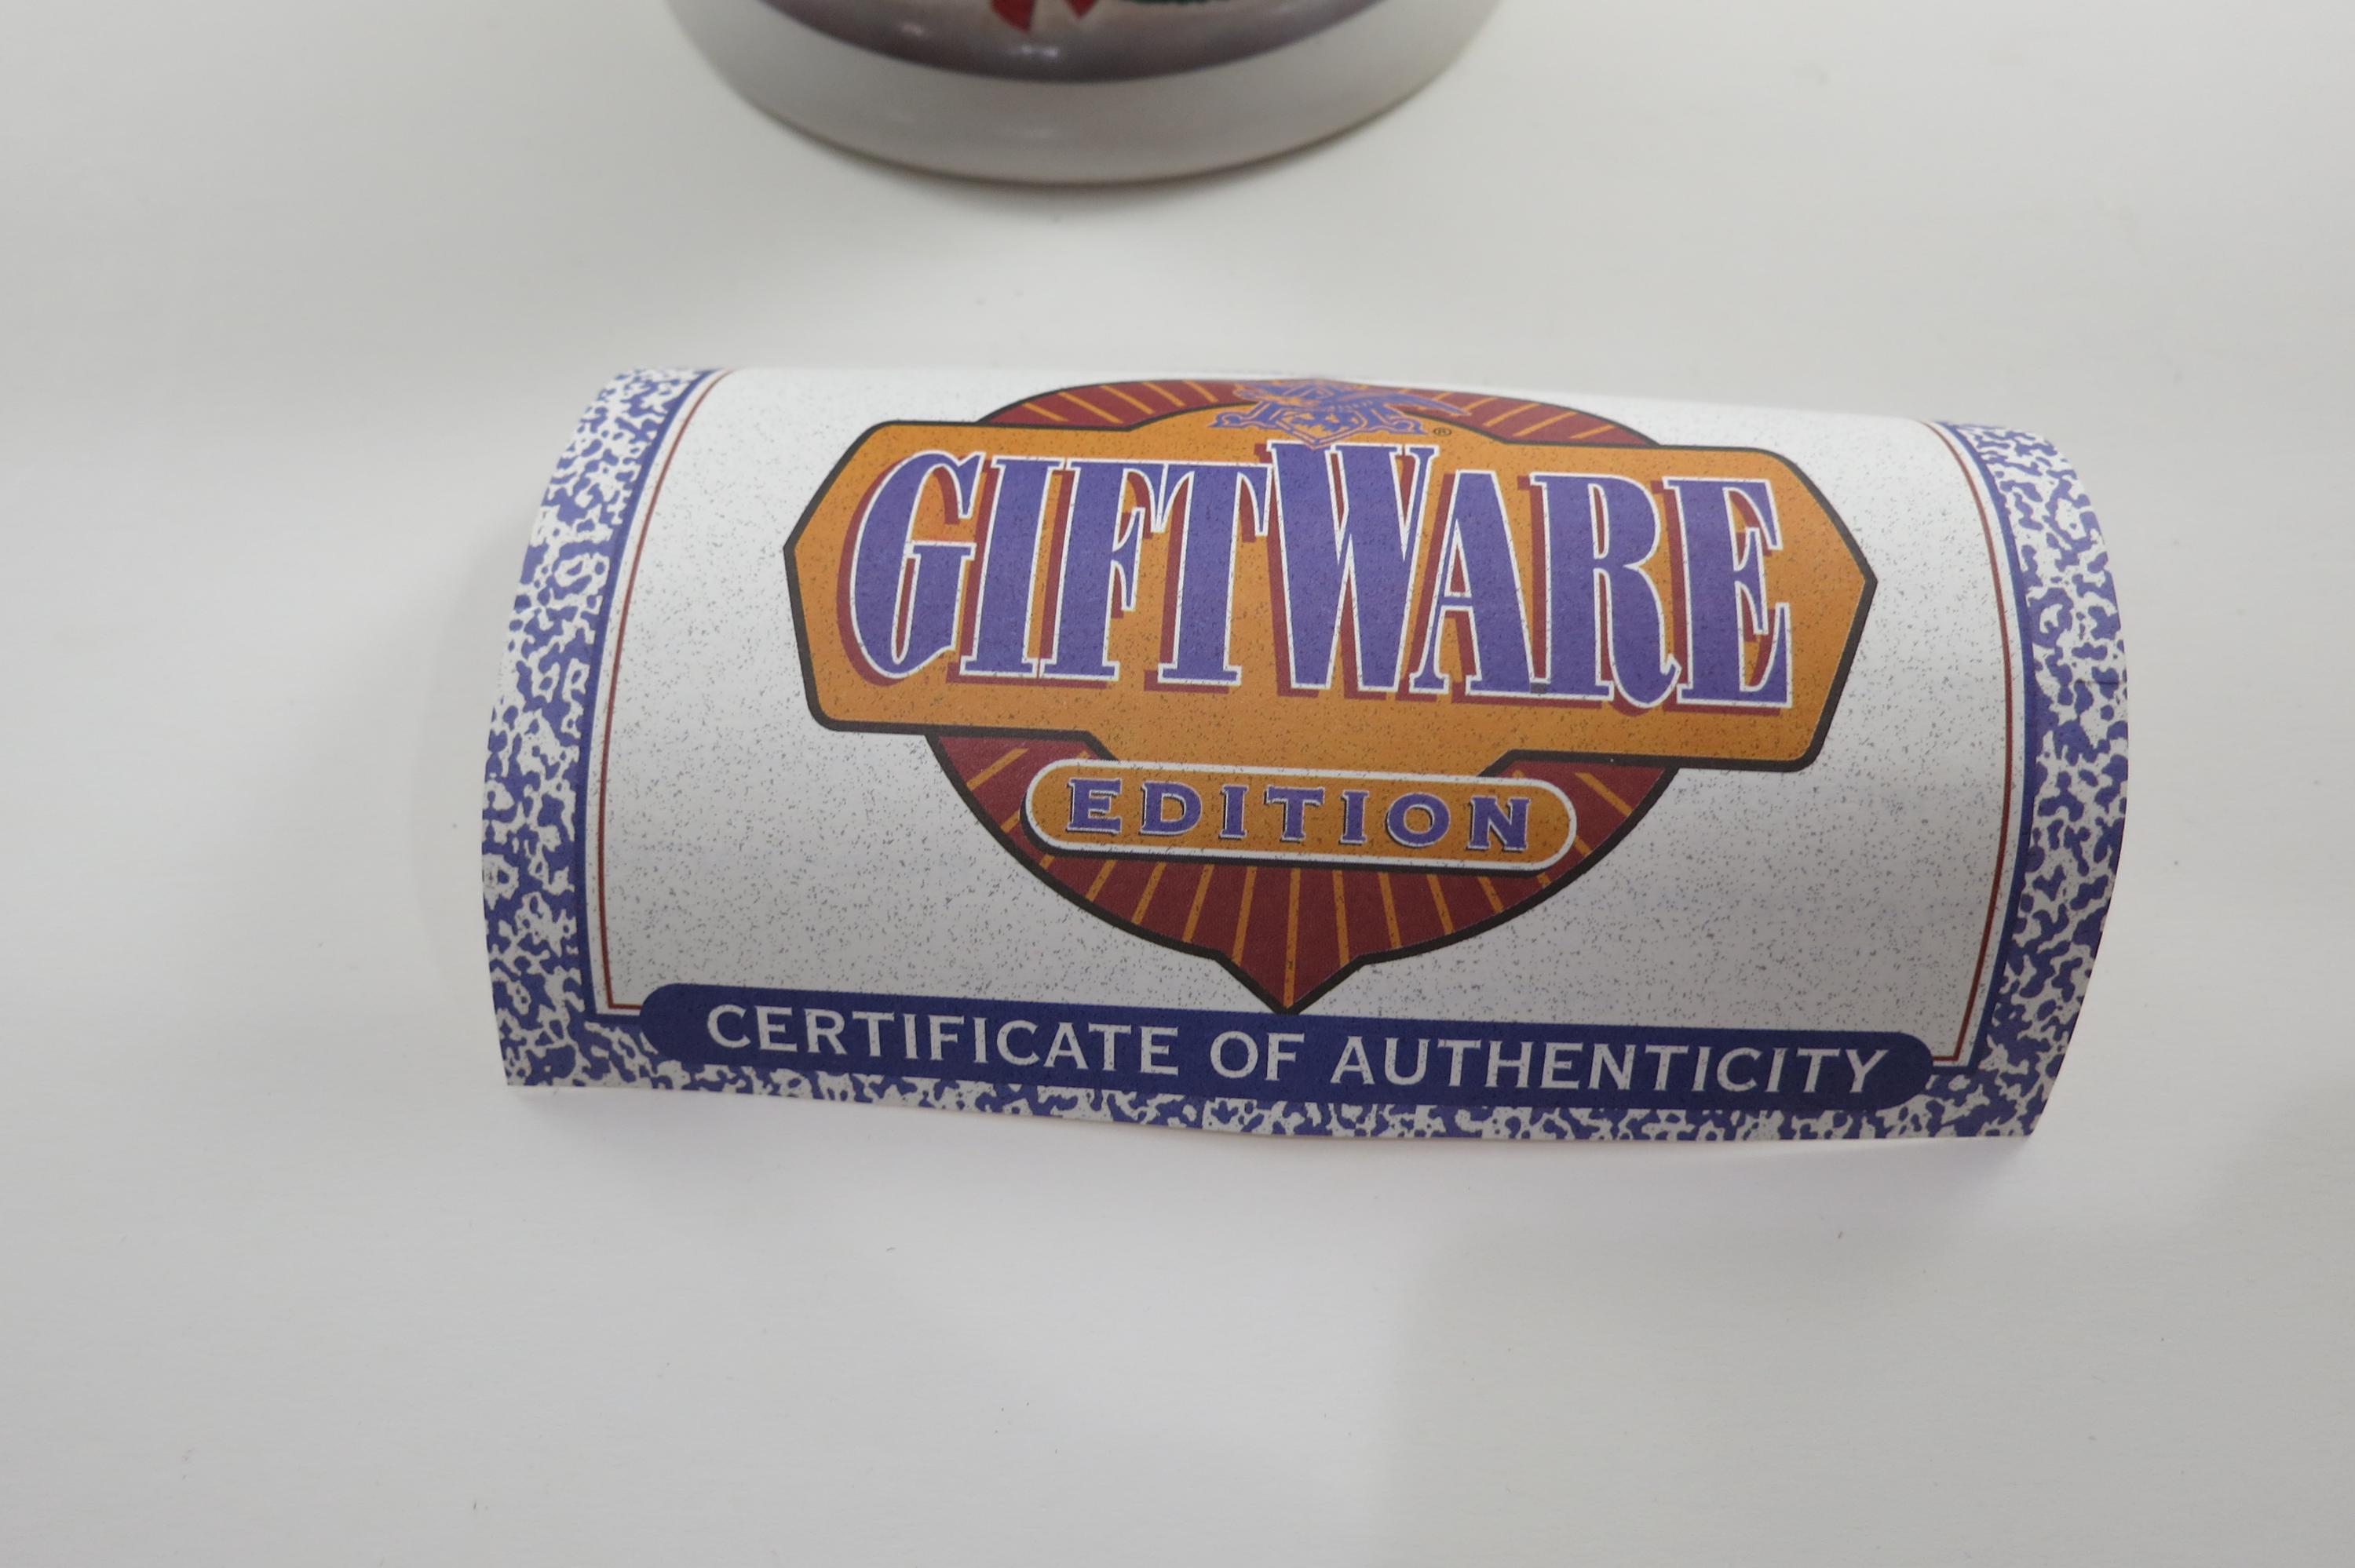 ®
GIFTWARE
EDITION
CERTIFICATE OF AUTHENTICITY